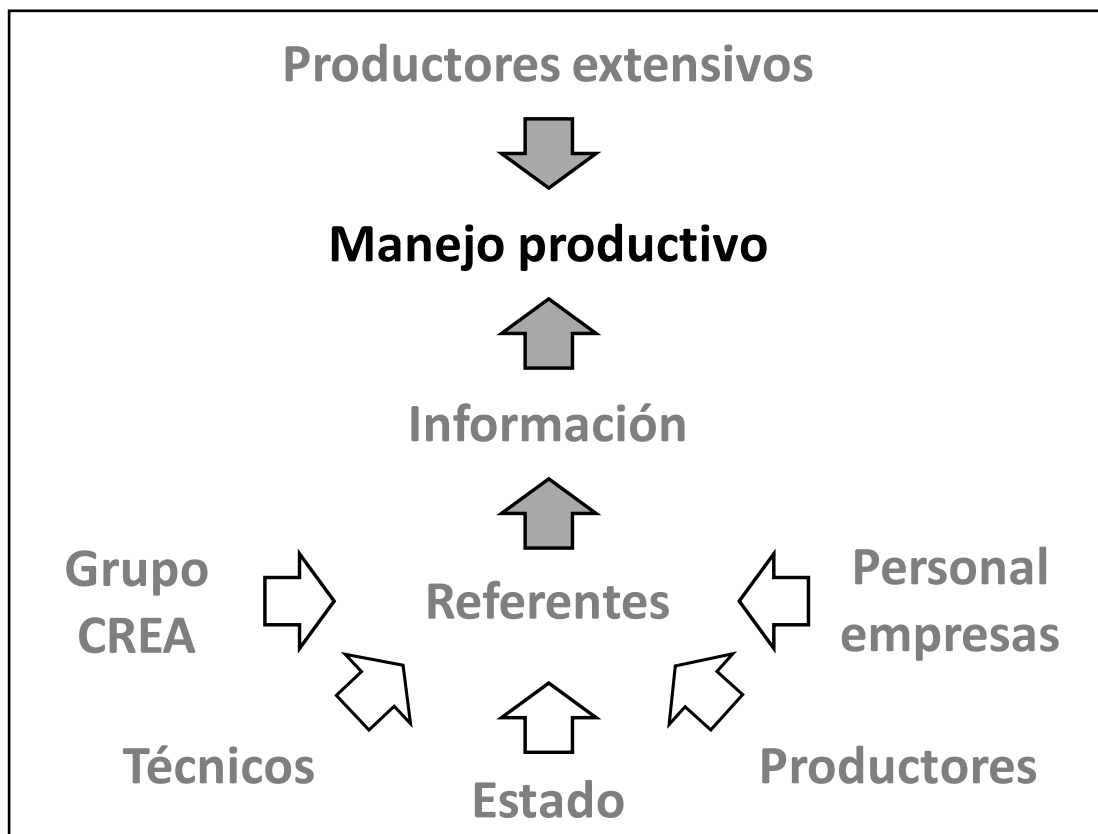 Productores extensivos
Manejo productivo
Información
Grupo
CREA
Referentes
Personal
empresas
Técnicos
Estado
Productores